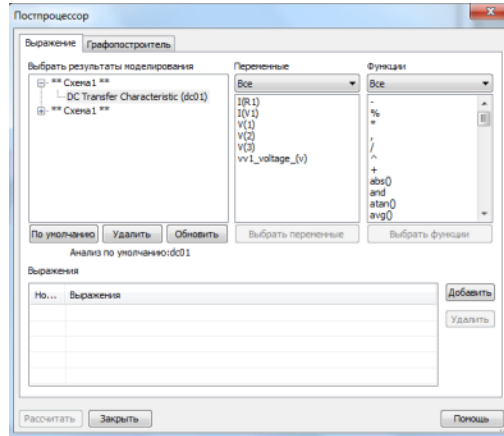 Постпроцессор
Выражение Графопостроитель
Выбрать результаты моделирования
** Схема1 **
DC Transfer Characteristic (dc01)
** Схема1 **
По умолчанию Удалить Обновить
Анализ по умолчанию:dc01
Переменные
Все
I(R1)
I(V1)
V(1)
V(2)
V(3)
vv1_voltage_(v)
Выбрать переменные
Функции
Все
-
%
*
,
/
^
+
abs()
and
atan()
avg()
Выбрать функции
Выражения
Но... Выражения
Добавить
Удалить
Рассчитать Закрыть Помощь